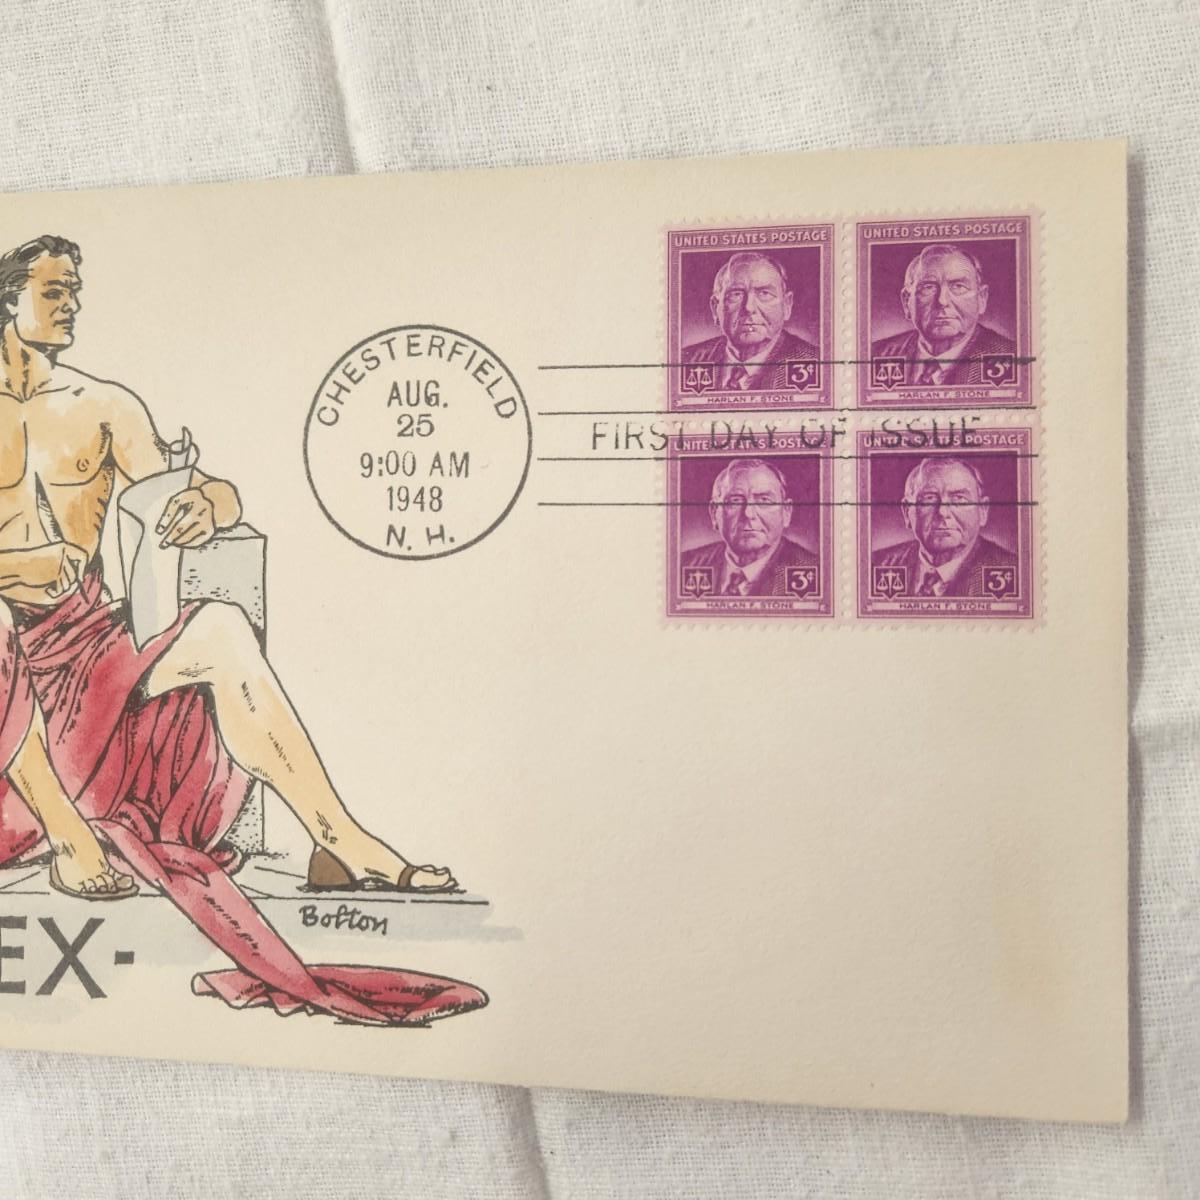 CHESTERFIELD
AUG.
25
9:00 AM
1948
N. H.
FIRST DAY OF ISSUE
UNITED STATES POSTAGE
3¢
HARLAN F. STONE
UNITED STATES POSTAGE
3¢
HARLAN F. STONE
UNITED STATES POSTAGE
3¢
HARLAN F. STONE
UNITED STATES POSTAGE
3¢
HARLAN F. STONE
Bolton
EX-